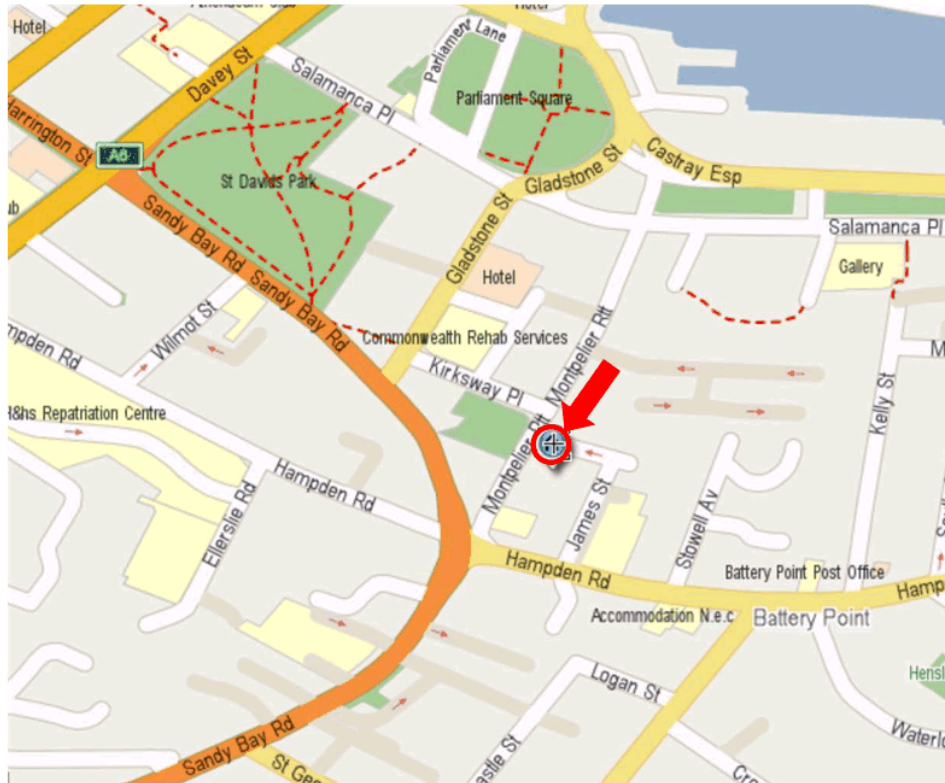 Hotel
Davey St
Salamanca Pl
Parliament Lane
Parliament Square
Castray Esp
Gladstone St
Harrington St
A6
St Davids Park
Sandy Bay Rd
Sandy Bay Rd
Gladstone St
Hotel
Salamanca Pl
Gallery
Wilmot St
Commonwealth Rehab Services
Kirksway Pl
Montpelier Rtt
Kelly St
Hampden Rd
Repatriation Centre
Montpelier Rtt
Hampden Rd
Ellerslie Rd
James St
Stowell Av
Hampden Rd
Battery Point Post Office
Accommodation N.e.c
Battery Point
Logan St
Sandy Bay Rd